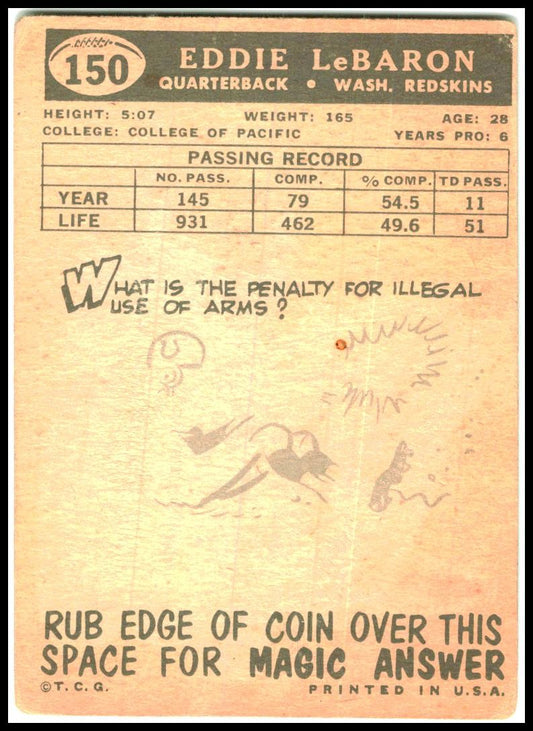 150
EDDIE LeBARON
QUARTERBACK • WASH. REDSKINS
HEIGHT: 5:07 WEIGHT: 165 AGE: 28
COLLEGE: COLLEGE OF PACIFIC YEARS PRO: 6
PASSING RECORD
NO. PASS. COMP. % COMP. TD PASS.
YEAR 145 79 54.5 11
LIFE 931 462 49.6 51
WHAT IS THE PENALTY FOR ILLEGAL
USE OF ARMS?
RUB EDGE OF COIN OVER THIS
SPACE FOR MAGIC ANSWER
©T.C.G. PRINTED IN U.S.A.